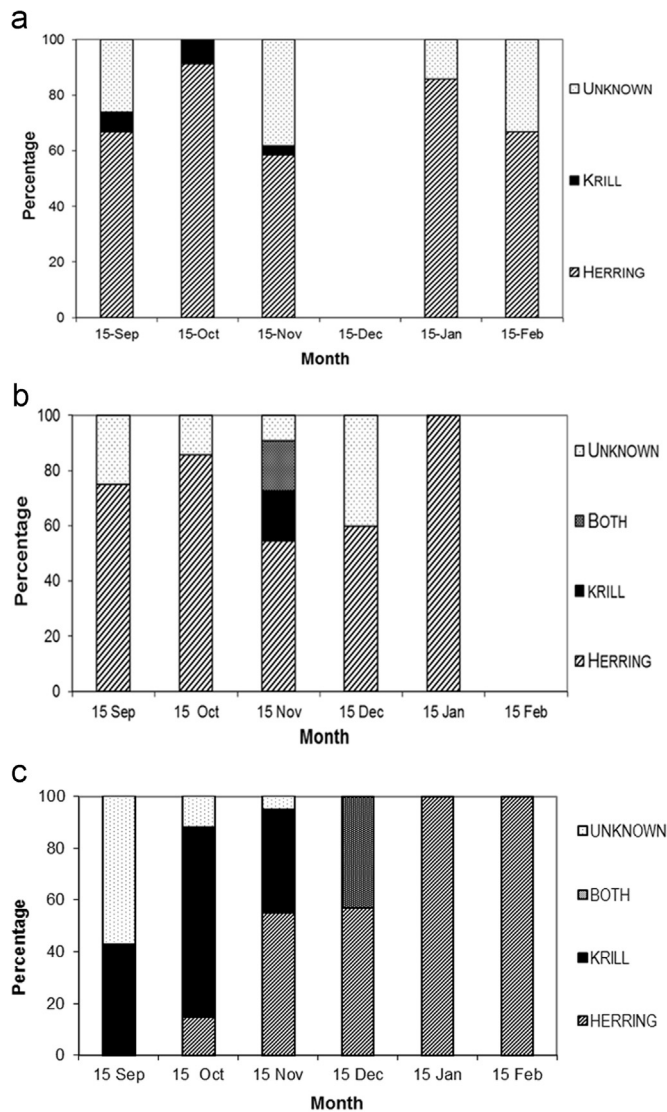 a
100
80
60
40
20
0
Percentage
15-Sep 15-Oct 15-Nov 15-Dec 15-Jan 15-Feb
Month
UNKNOWN
KRILL
HERRING
b
100
80
60
40
20
0
Percentage
15 Sep 15 Oct 15 Nov 15 Dec 15 Jan 15 Feb
Month
UNKNOWN
BOTH
KRILL
HERRING
c
100
80
60
40
20
0
Percentage
15 Sep 15 Oct 15 Nov 15 Dec 15 Jan 15 Feb
Month
UNKNOWN
BOTH
KRILL
HERRING